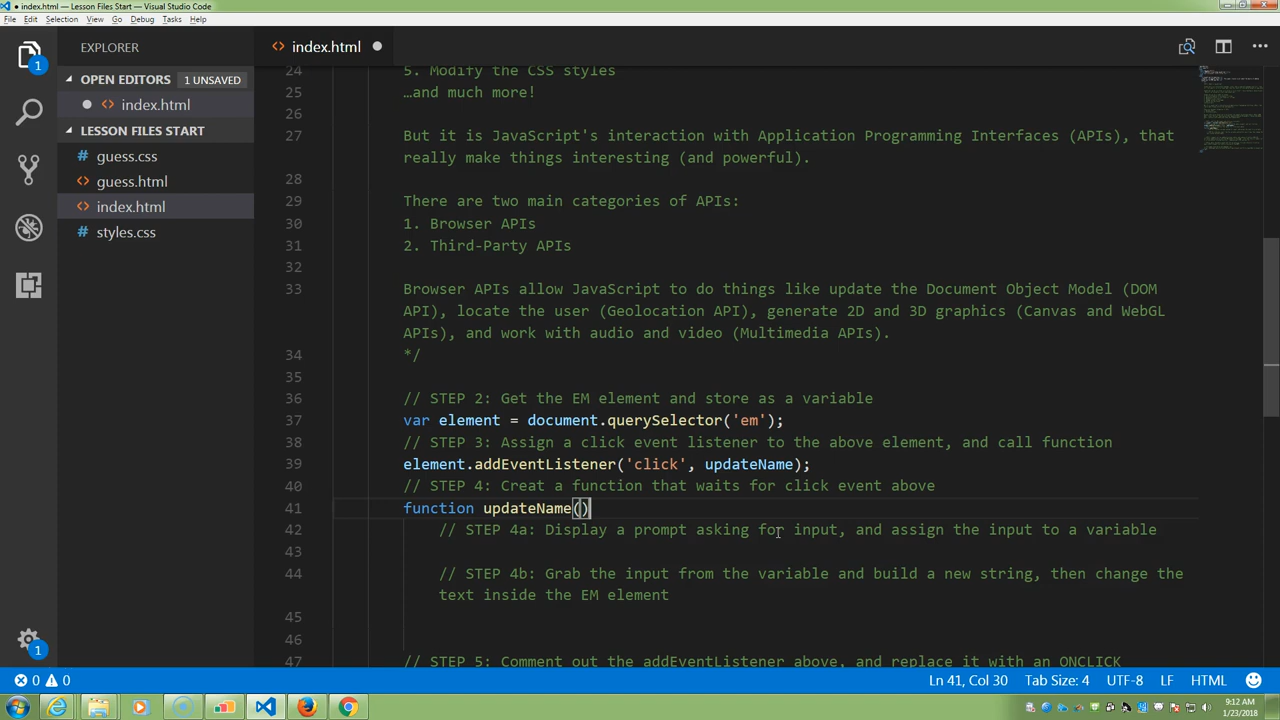 ● index.html — Lesson Files Start — Visual Studio Code
File Edit Selection View Go Debug Tasks Help
EXPLORER
OPEN EDITORS 1 UNSAVED
index.html
LESSON FILES START
guess.css
guess.html
index.html
styles.css
1
1
index.html
24 5. Modify the CSS styles
25 …and much more!
26
27 But it is JavaScript's interaction with Application Programming Interfaces (APIs), that
really make things interesting (and powerful).
28
29 There are two main categories of APIs:
30 1. Browser APIs
31 2. Third-Party APIs
32
33 Browser APIs allow JavaScript to do things like update the Document Object Model (DOM
API), locate the user (Geolocation API), generate 2D and 3D graphics (Canvas and WebGL
APIs), and work with audio and video (Multimedia APIs).
34 */
35
36 // STEP 2: Get the EM element and store as a variable
37 var element = document.querySelector('em');
38 // STEP 3: Assign a click event listener to the above element, and call function
39 element.addEventListener('click', updateName);
40 // STEP 4: Creat a function that waits for click event above
41 function updateName()
42 // STEP 4a: Display a prompt asking for input, and assign the input to a variable
43
44 // STEP 4b: Grab the input from the variable and build a new string, then change the
text inside the EM element
45
46
47 // STEP 5: Comment out the addEventListener above, and replace it with an ONCLICK
0 0
Ln 41, Col 30 Tab Size: 4 UTF-8 LF HTML
9:12 AM
1/23/2018